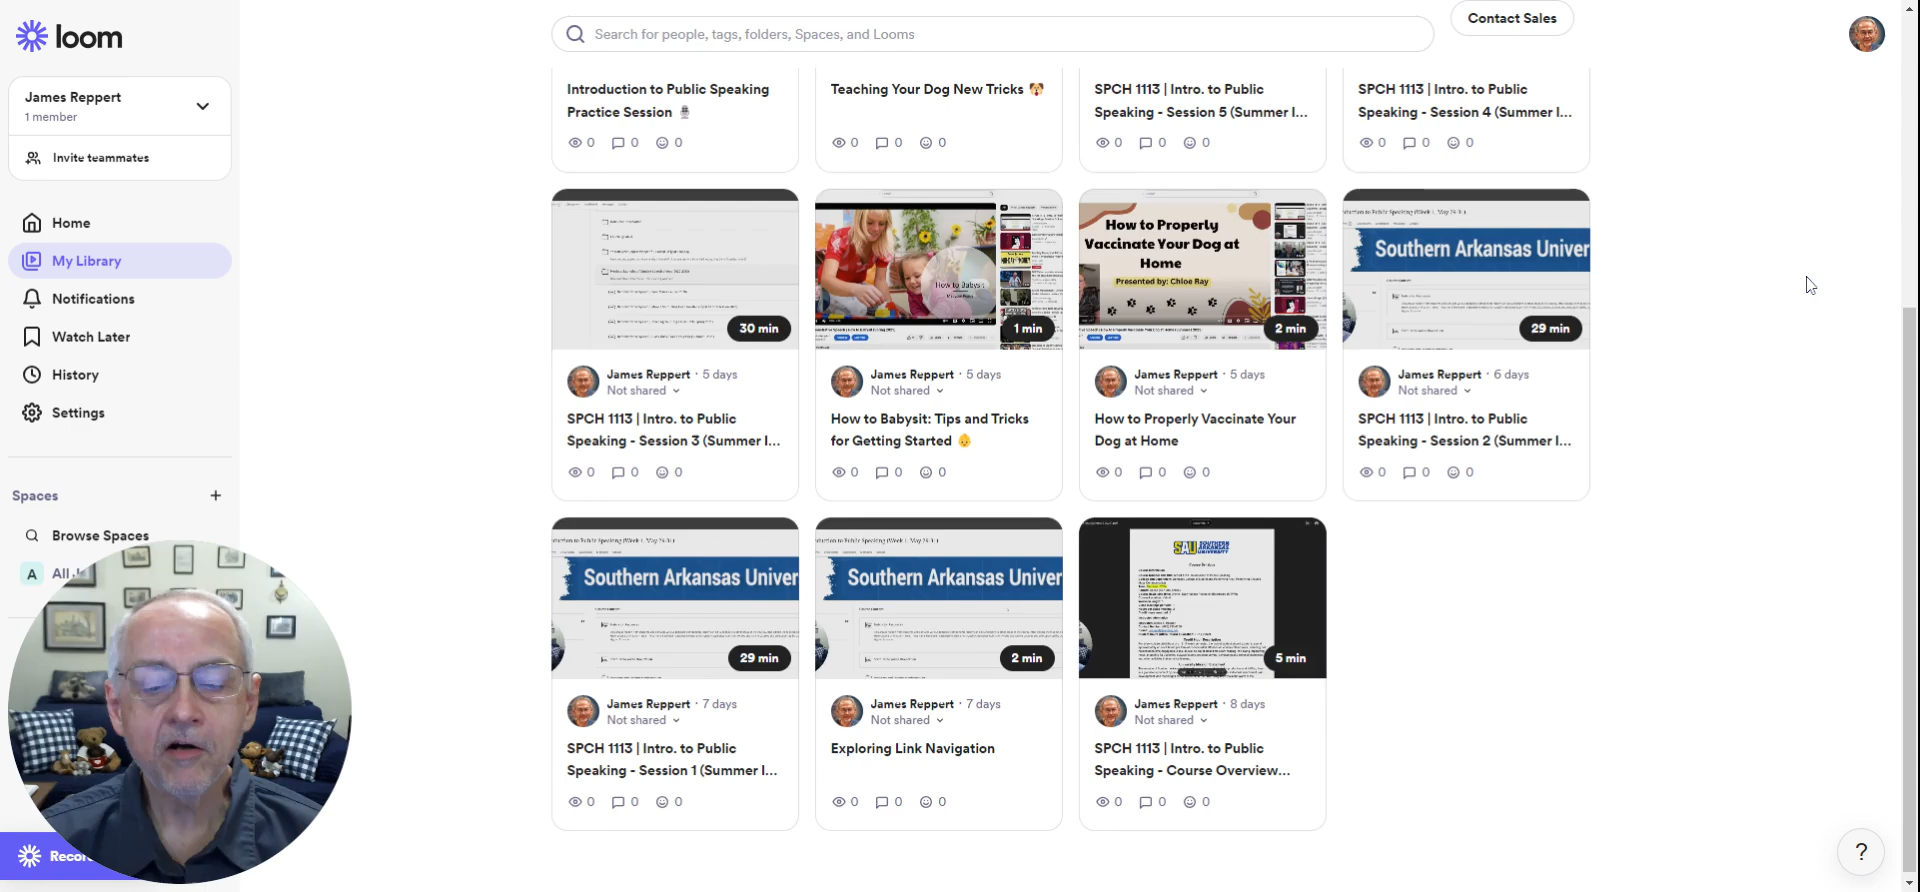 loom
Search for people, tags, folders, Spaces, and Looms
Contact Sales
James Reppert
1 member
Invite teammates
Home
My Library
Notifications
Watch Later
History
Settings
Spaces
Browse Spaces
A All
Record
Introduction to Public Speaking
Practice Session
0 0 0
Teaching Your Dog New Tricks
0 0 0
SPCH 1113 | Intro. to Public
Speaking - Session 5 (Summer I...
0 0 0
SPCH 1113 | Intro. to Public
Speaking - Session 4 (Summer I...
0 0 0
30 min
James Reppert · 5 days
Not shared
SPCH 1113 | Intro. to Public
Speaking - Session 3 (Summer I...
0 0 0
How to Babysit
1 min
James Reppert · 5 days
Not shared
How to Babysit: Tips and Tricks
for Getting Started
0 0 0
How to Properly
Vaccinate Your Dog at
Home
Presented by: Chloe Ray
2 min
James Reppert · 5 days
Not shared
How to Properly Vaccinate Your
Dog at Home
0 0 0
Southern Arkansas Univer
29 min
James Reppert · 6 days
Not shared
SPCH 1113 | Intro. to Public
Speaking - Session 2 (Summer I...
0 0 0
Southern Arkansas Univer
29 min
James Reppert · 7 days
Not shared
SPCH 1113 | Intro. to Public
Speaking - Session 1 (Summer I...
0 0 0
Southern Arkansas Univer
2 min
James Reppert · 7 days
Not shared
Exploring Link Navigation
0 0 0
SAU SOUTHERN
ARKANSAS
UNIVERSITY
5 min
James Reppert · 8 days
Not shared
SPCH 1113 | Intro. to Public
Speaking - Course Overview...
0 0 0
?